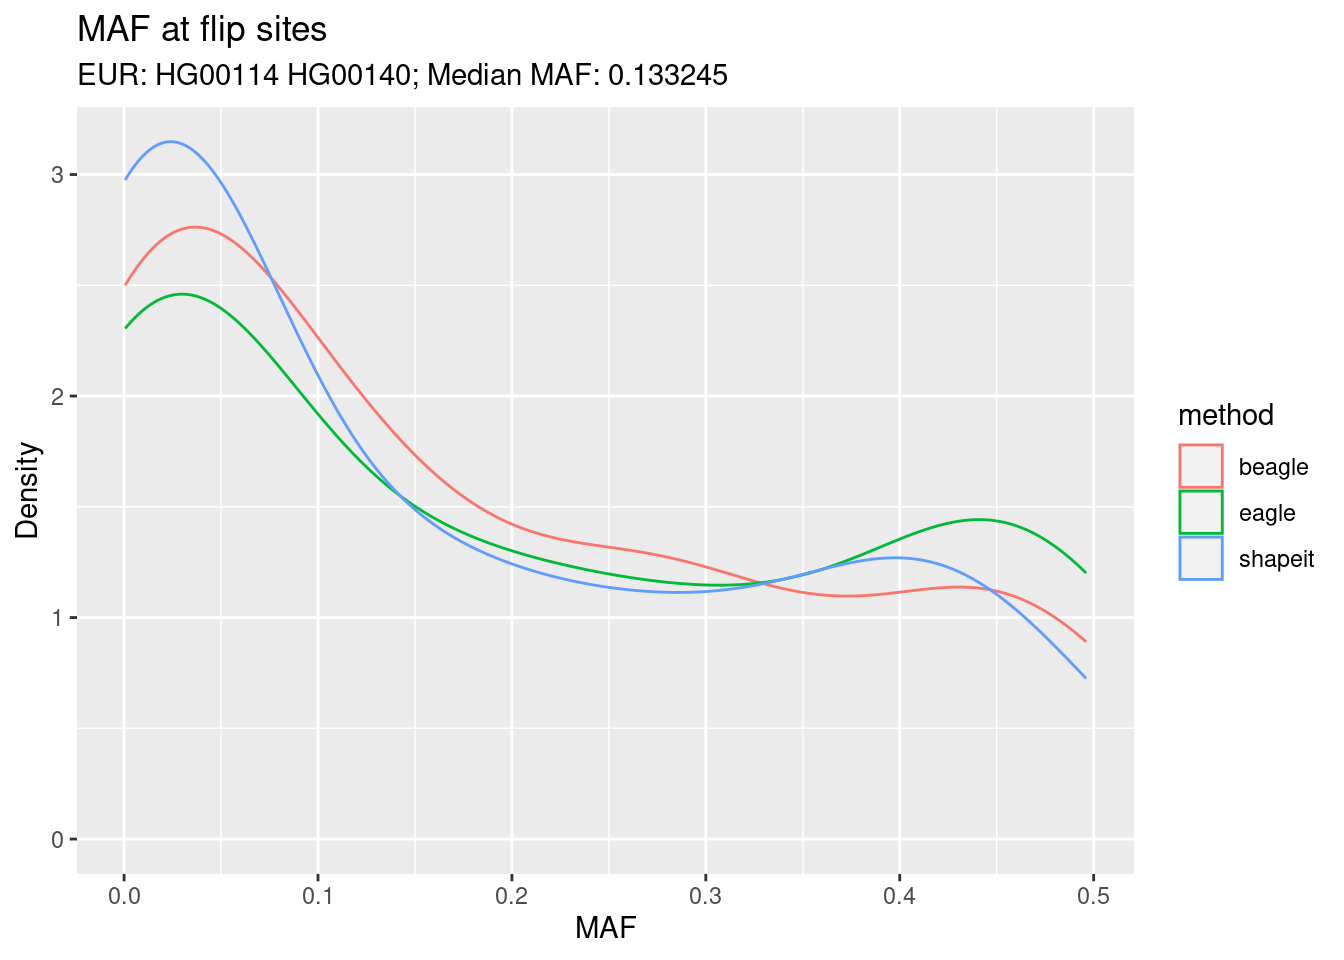 MAF at flip sites
EUR: HG00114 HG00140; Median MAF: 0.133245
3
2
1
0
Density
0.0 0.1 0.2 0.3 0.4 0.5
MAF
method
beagle
eagle
shapeit